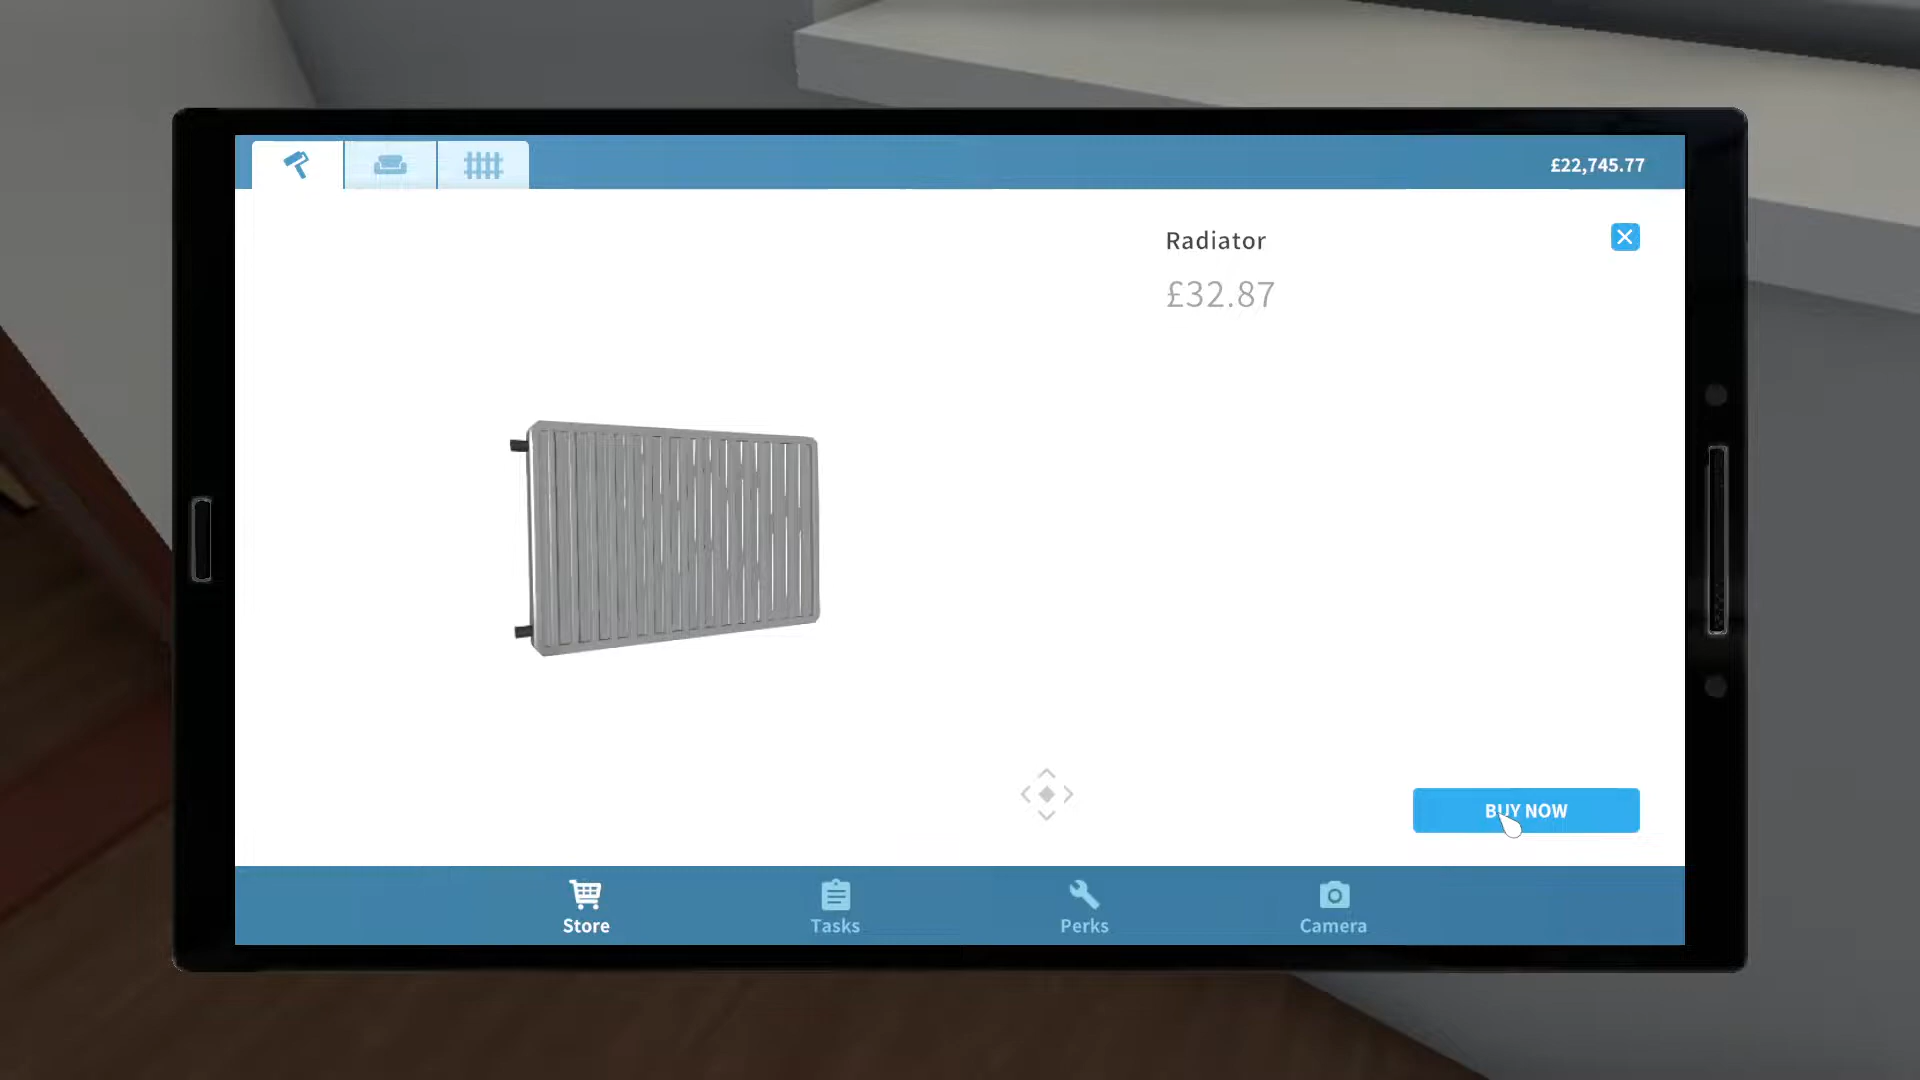 £22,745.77
Radiator
£32.87
BUY NOW
Store
Tasks
Perks
Camera